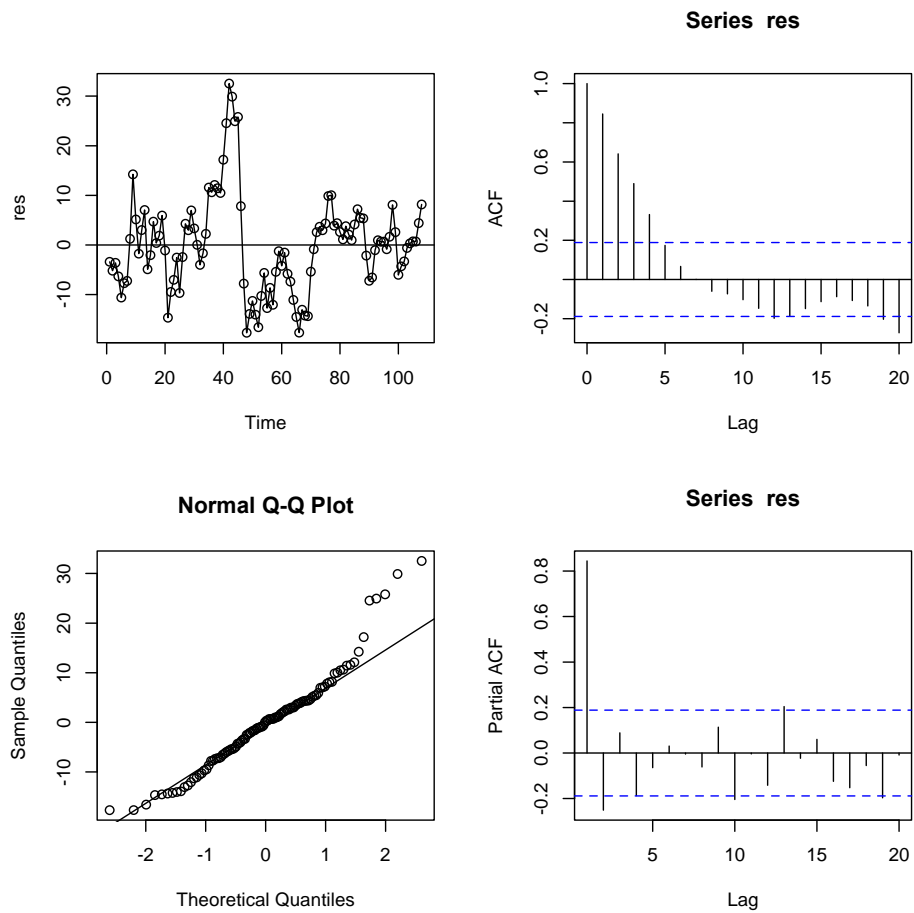 res
30
20
10
0
-10
0 20 40 60 80 100
Time
Series res
ACF
1.0
0.6
0.2
-0.2
0 5 10 15 20
Lag
Normal Q-Q Plot
Sample Quantiles
30
20
10
0
-10
-2 -1 0 1 2
Theoretical Quantiles
Series res
Partial ACF
0.8
0.6
0.4
0.2
0.0
-0.2
5 10 15 20
Lag